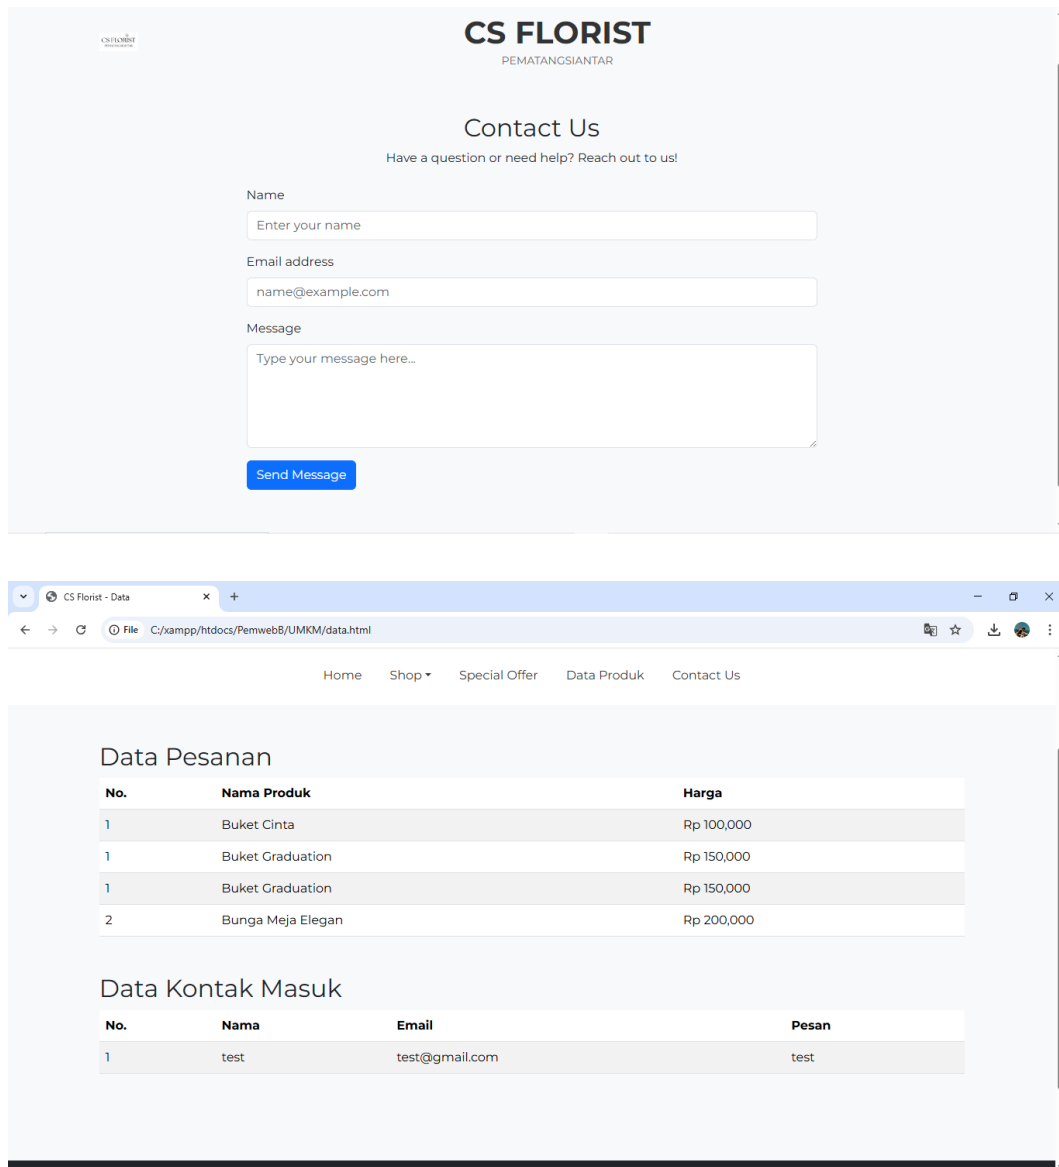 CS FLORIST
CS FLORIST
PEMATANGSIANTAR
Contact Us
Have a question or need help? Reach out to us!
Name
Enter your name
Email address
name@example.com
Message
Type your message here...
Send Message
CS Florist - Data
File C:/xampp/htdocs/PemwebB/UMKM/data.html
Home Shop Special Offer Data Produk Contact Us
Data Pesanan
No. Nama Produk Harga
1 Buket Cinta Rp 100,000
1 Buket Graduation Rp 150,000
1 Buket Graduation Rp 150,000
2 Bunga Meja Elegan Rp 200,000
Data Kontak Masuk
No. Nama Email Pesan
1 test test@gmail.com test